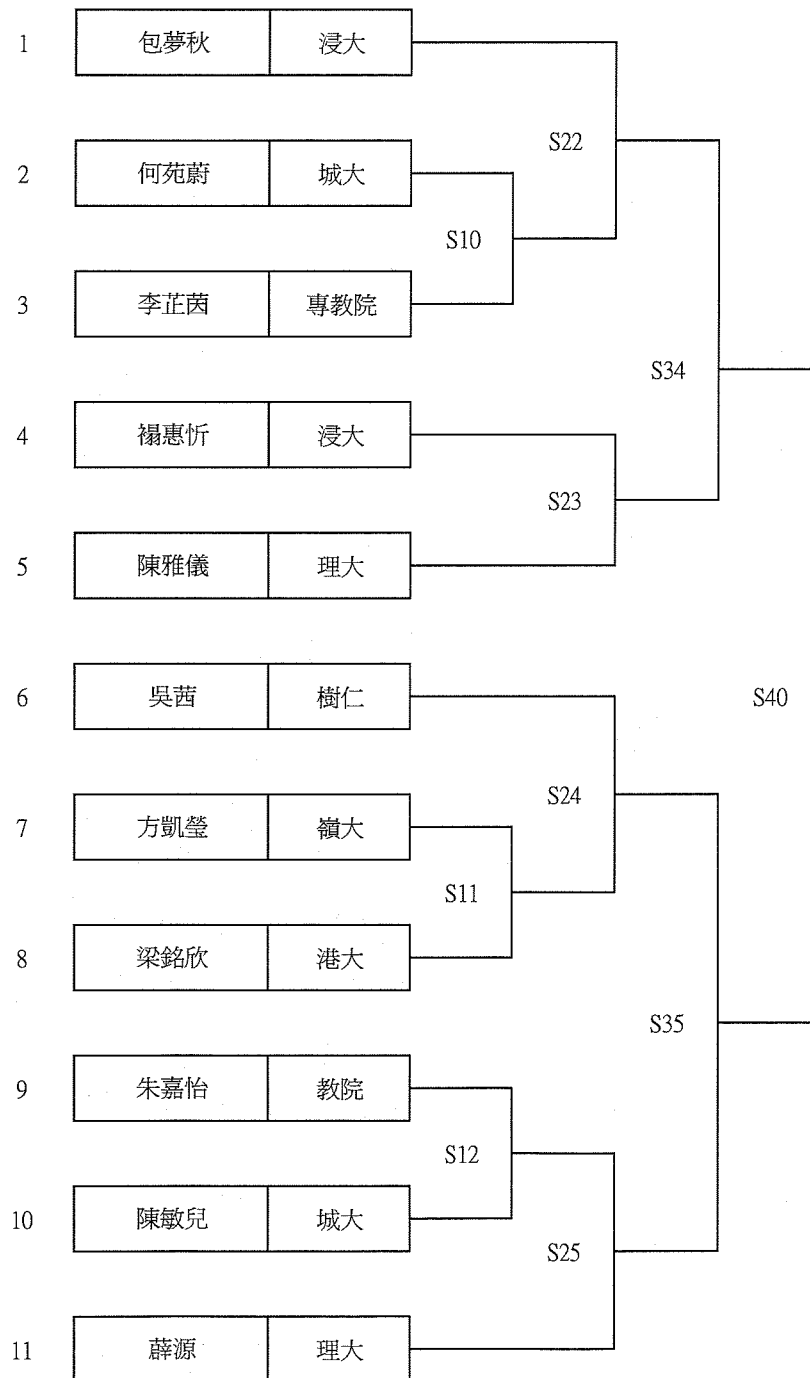 1 包夢秋 浸大
S22
2 何苑蔚 城大
S10
3 李芷茵 專教院
S34
4 禤惠忻 浸大
S23
5 陳雅儀 理大
6 吳茜 樹仁
S40
S24
7 方凱瑩 嶺大
S11
8 梁銘欣 港大
S35
9 朱嘉怡 教院
S12
10 陳敏兒 城大
S25
11 薜源 理大